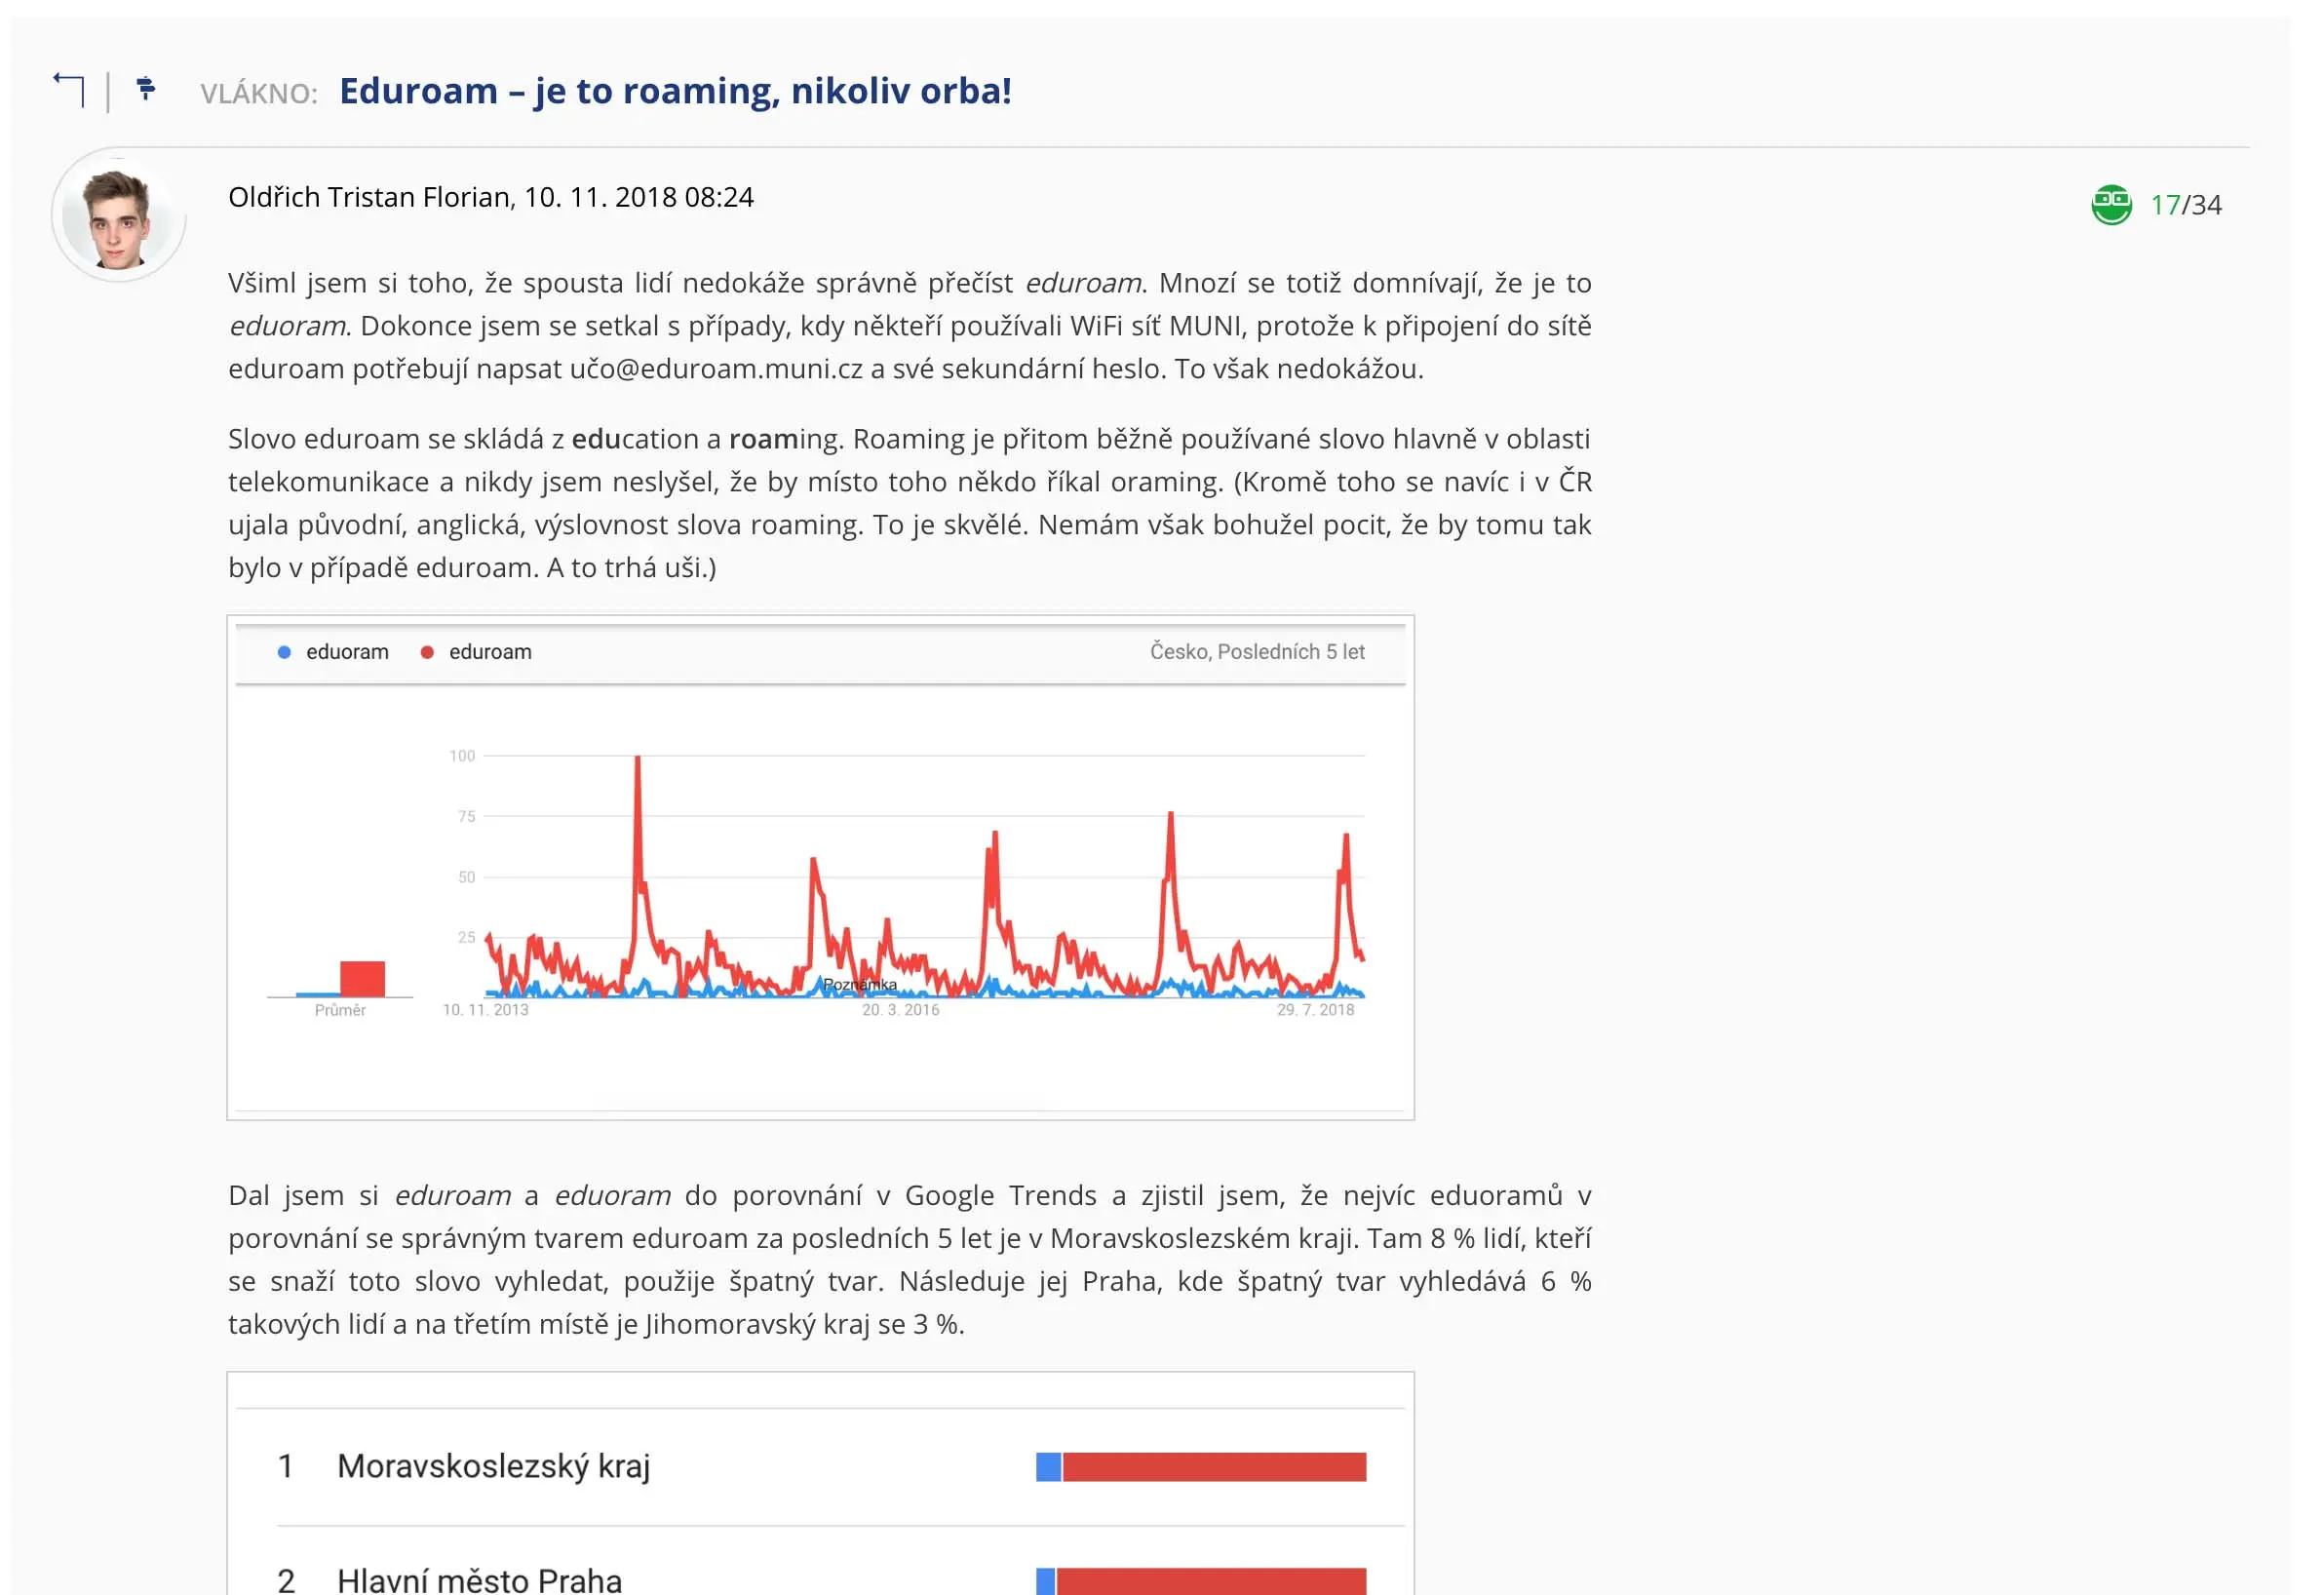 VLÁKNO: Eduroam – je to roaming, nikoliv orba!
Oldřich Tristan Florian, 10. 11. 2018 08:24
17/34
Všiml jsem si toho, že spousta lidí nedokáže správně přečíst eduroam. Mnozí se totiž domnívají, že je to
eduoram. Dokonce jsem se setkal s případy, kdy někteří používali WiFi síť MUNI, protože k připojení do sítě
eduroam potřebují napsat učo@eduroam.muni.cz a své sekundární heslo. To však nedokážou.
Slovo eduroam se skládá z education a roaming. Roaming je přitom běžně používané slovo hlavně v oblasti
telekomunikace a nikdy jsem neslyšel, že by místo toho někdo říkal oraming. (Kromě toho se navíc i v ČR
ujala původní, anglická, výslovnost slova roaming. To je skvělé. Nemám však bohužel pocit, že by tomu tak
bylo v případě eduroam. A to trhá uši.)
eduoram eduroam Česko, Posledních 5 let
100
75
50
25
Poznámka
Průměr 10. 11. 2013 20. 3. 2016 29. 7. 2018
Dal jsem si eduroam a eduoram do porovnání v Google Trends a zjistil jsem, že nejvíc eduoramů v
porovnání se správným tvarem eduroam za posledních 5 let je v Moravskoslezském kraji. Tam 8 % lidí, kteří
se snaží toto slovo vyhledat, použije špatný tvar. Následuje jej Praha, kde špatný tvar vyhledává 6 %
takových lidí a na třetím místě je Jihomoravský kraj se 3 %.
1 Moravskoslezský kraj
2 Hlavní město Praha